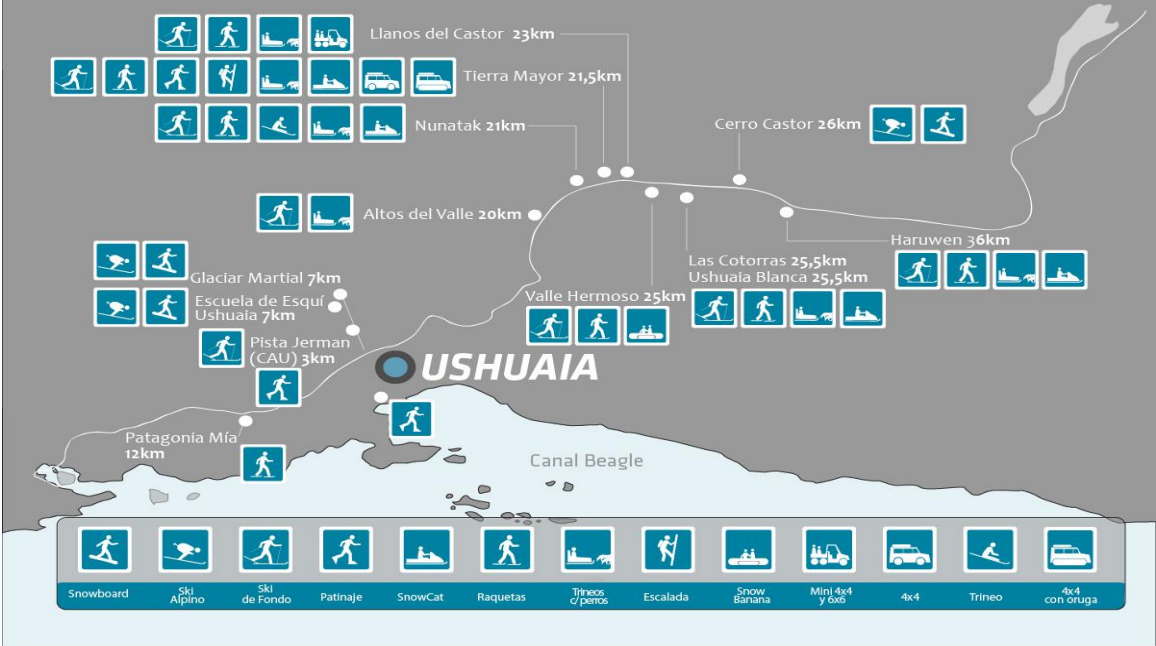 Llanos del Castor 23km
Tierra Mayor 21,5km
Nunatak 21km
Cerro Castor 26km
Altos del Valle 20km
Haruwen 36km
Las Cotorras 25,5km
Ushuaia Blanca 25,5km
Glaciar Martial 7km
Escuela de Esquí
Ushuaia 7km
Valle Hermoso 25km
Pista Jerman
(CAU) 3km
USHUAIA
Patagonia Mía
12km
Canal Beagle
Snowboard
Ski
Alpino
Ski
de Fondo
Patinaje
SnowCat
Raquetas
Trineos
c/perros
Escalada
Snow
Banana
Mini 4x4
y 6x6
4x4
Trineo
4x4
con oruga